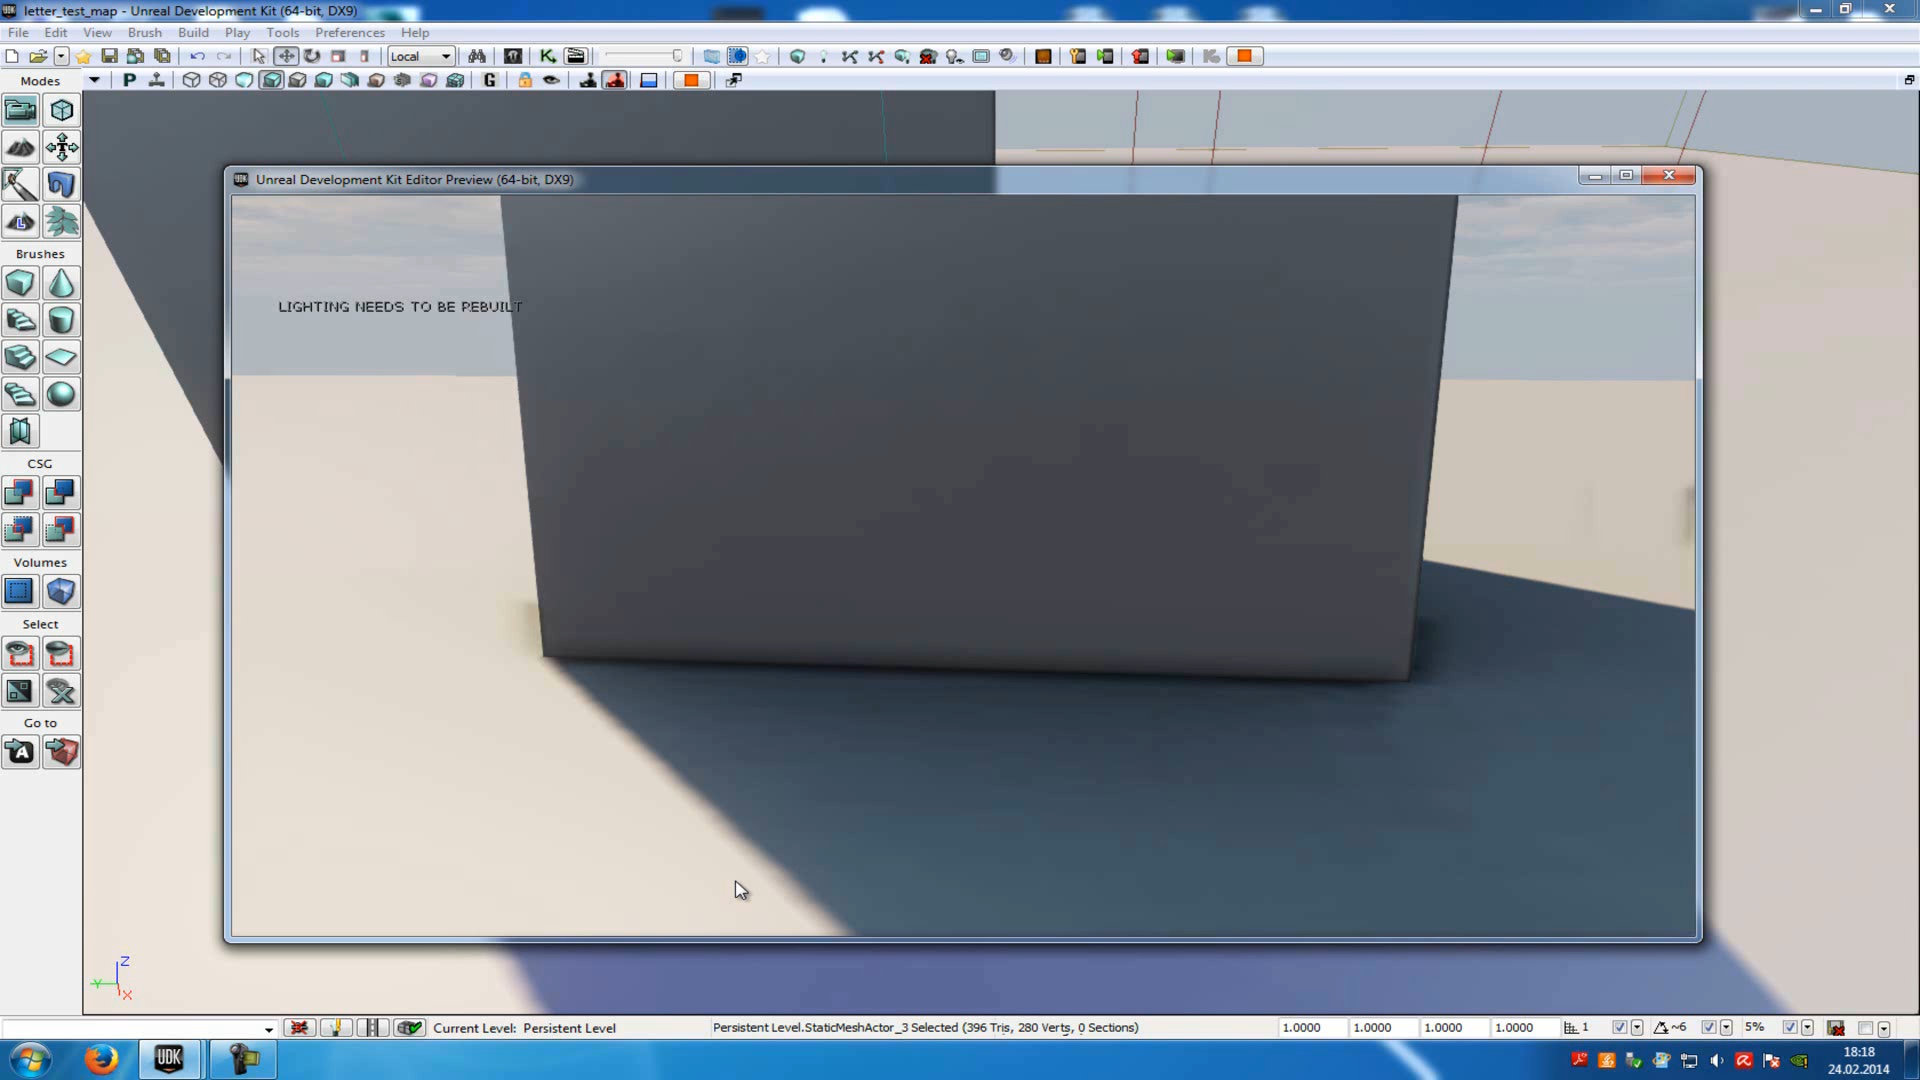 letter_test_map - Unreal Development Kit (64-bit, DX9)
File Edit View Brush Build Play Tools Preferences Help
Local
Modes
P
G
Unreal Development Kit Editor Preview (64-bit, DX9)
LIGHTING NEEDS TO BE REBUILT
Brushes
CSG
Volumes
Select
Go to
A
Z
Y
X
Current Level: Persistent Level
Persistent Level.StaticMeshActor_3 Selected (396 Tris, 280 Verts, 0 Sections)
1.0000 1.0000 1.0000 1.0000 1 ~6 5%
UDK
18:18
24.02.2014